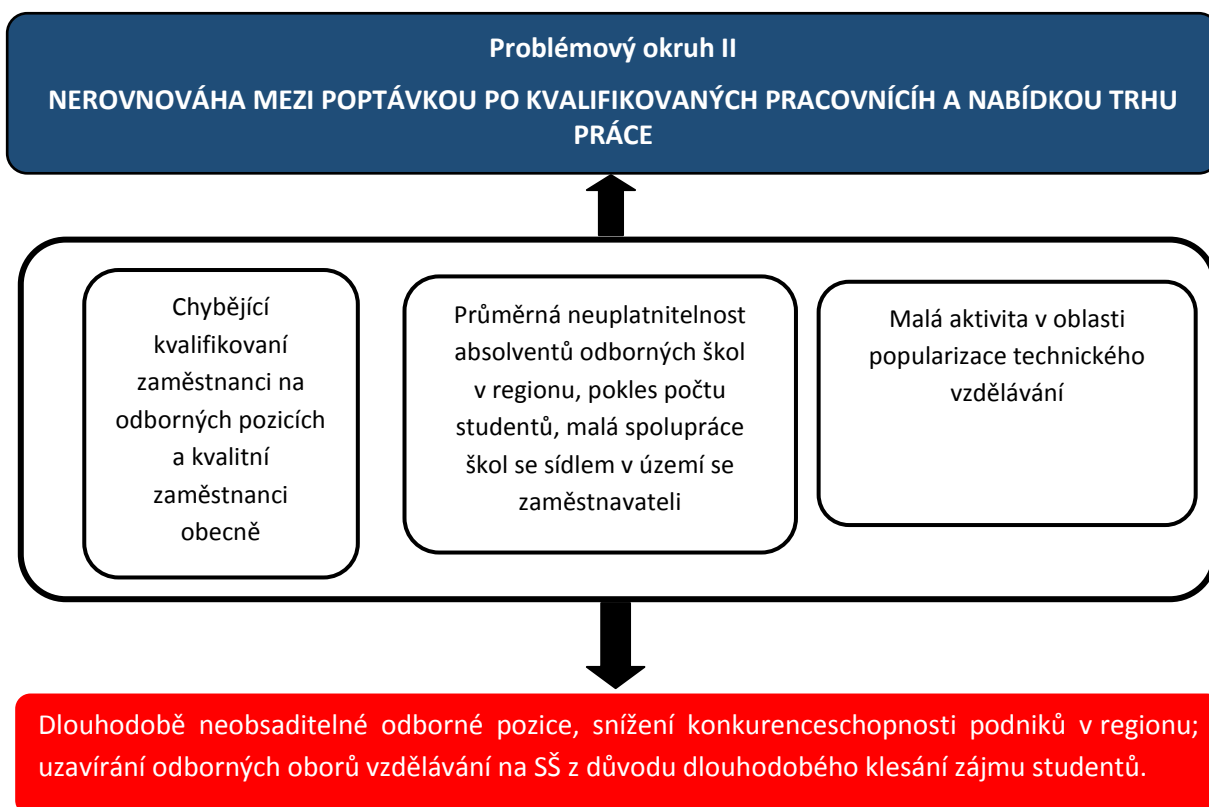 Problémový okruh II
NEROVNOVÁHA MEZI POPTÁVKOU PO KVALIFIKOVANÝCH PRACOVNÍCÍH A NABÍDKOU TRHU
PRÁCE
Chybějící
kvalifikovaní
zaměstnanci na
odborných pozicích
a kvalitní
zaměstnanci
obecně
Průměrná neuplatnitelnost
absolventů odborných škol
v regionu, pokles počtu
studentů, malá spolupráce
škol se sídlem v území se
zaměstnavateli
Malá aktivita v oblasti
popularizace technického
vzdělávání
Dlouhodobě neobsaditelné odborné pozice, snížení konkurenceschopnosti podniků v regionu;
uzavírání odborných oborů vzdělávání na SŠ z důvodu dlouhodobého klesání zájmu studentů.